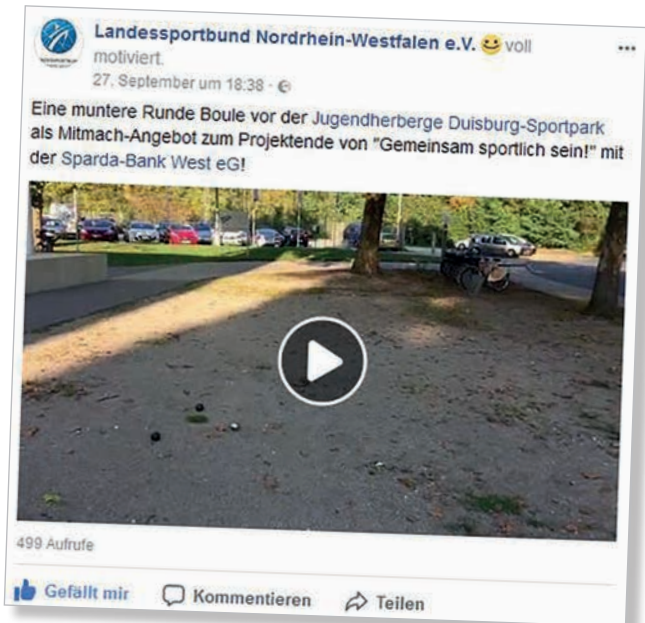 Landessportbund Nordrhein-Westfalen e.V. voll
motiviert.
27. September um 18:38 ·
Eine muntere Runde Boule vor der Jugendherberge Duisburg-Sportpark
als Mitmach-Angebot zum Projektende von "Gemeinsam sportlich sein!" mit
der Sparda-Bank West eG!
499 Aufrufe
Gefällt mir Kommentieren Teilen